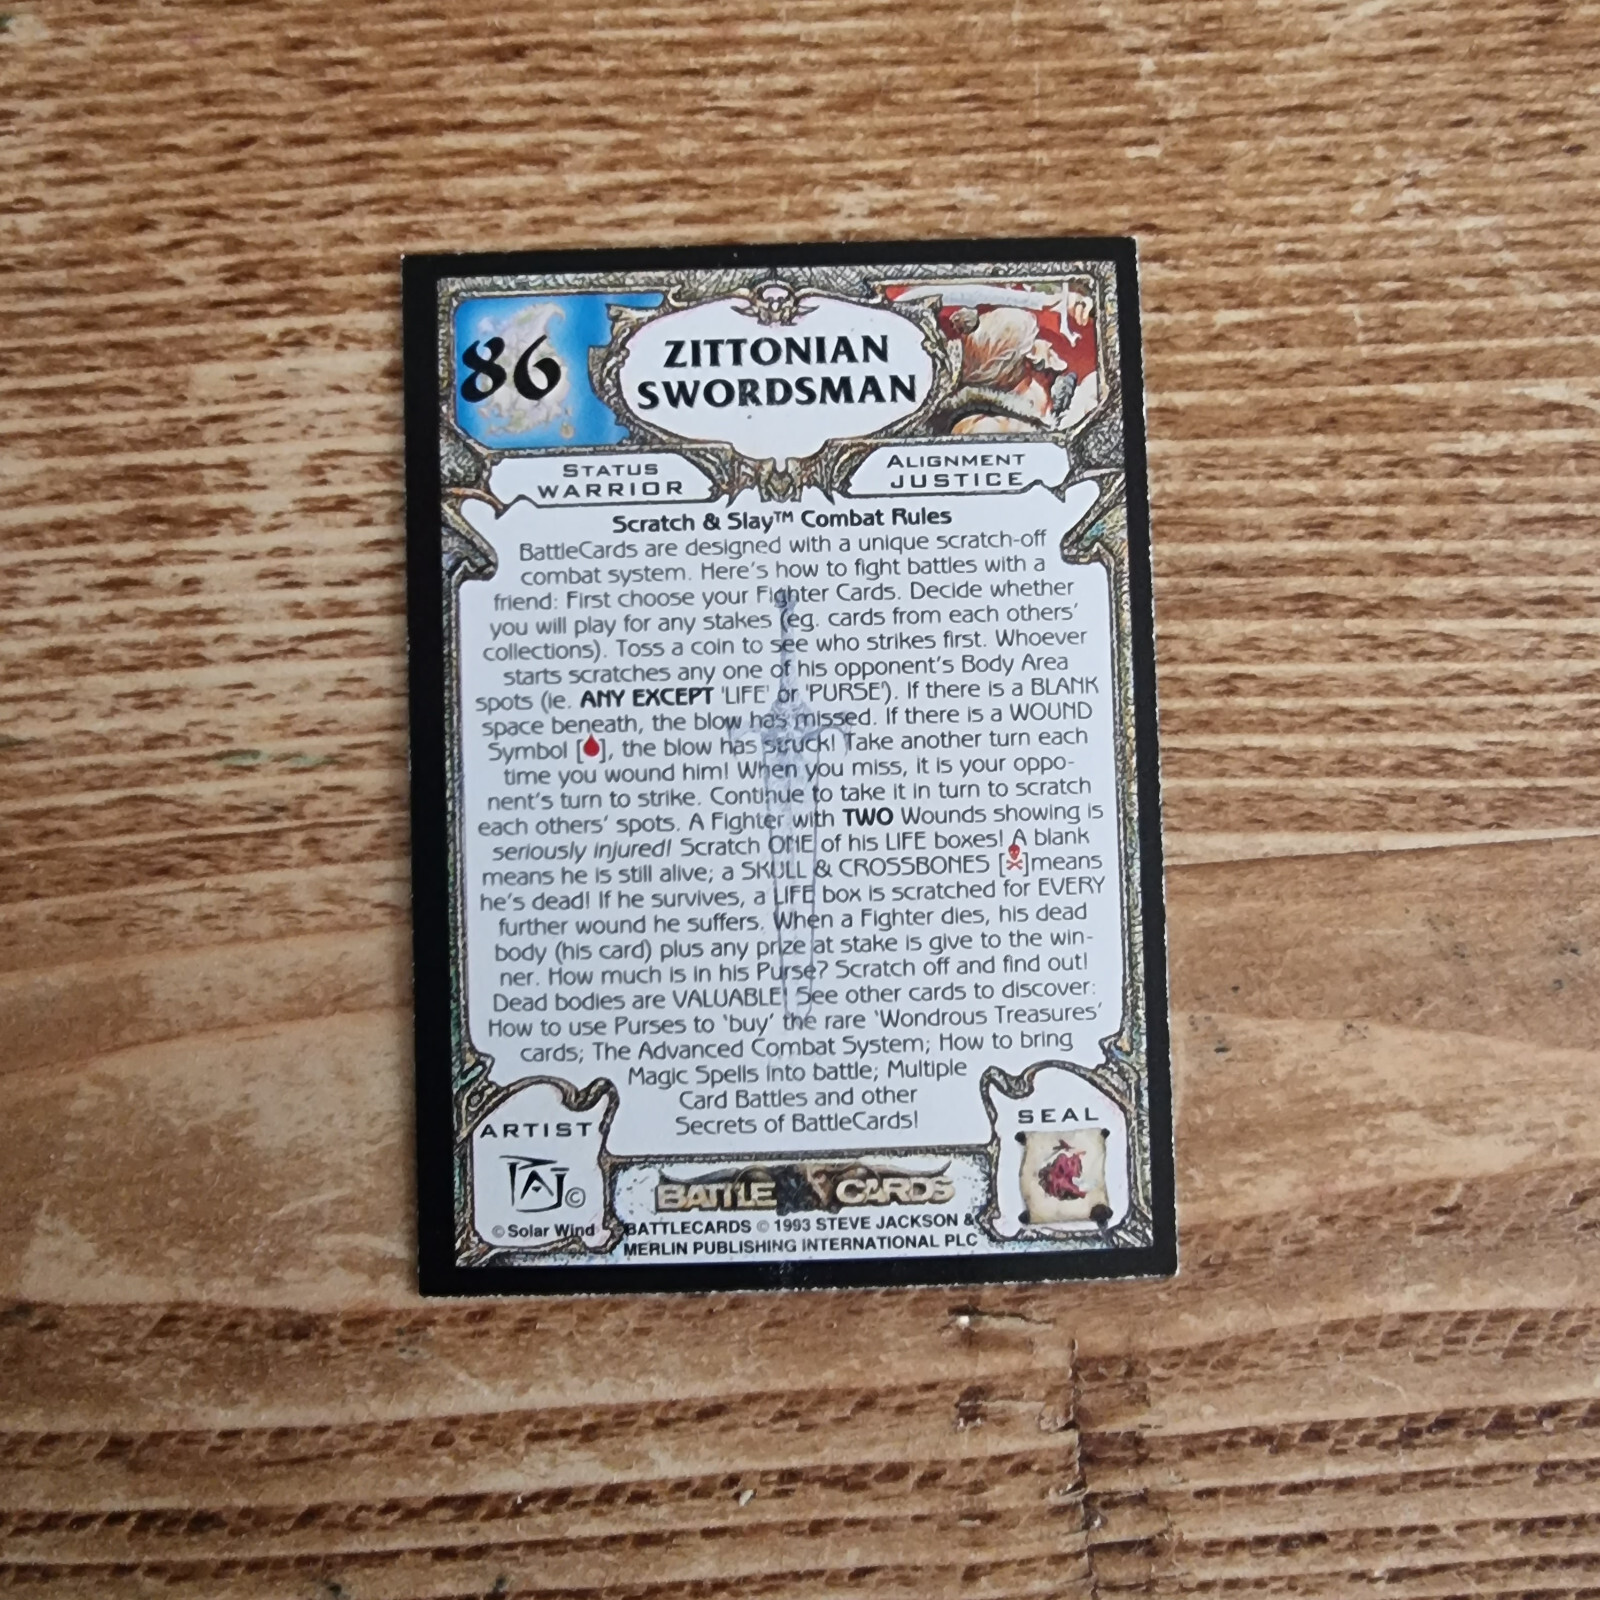 86
ZITTONIAN
SWORDSMAN
STATUS
WARRIOR
ALIGNMENT
JUSTICE
Scratch & Slay™ Combat Rules
BattleCards are designed with a unique scratch-off
combat system. Here's how to fight battles with a
friend: First choose your Fighter Cards. Decide whether
you will play for any stakes (eg. cards from each others'
collections). Toss a coin to see who strikes first. Whoever
starts scratches any one of his opponent's Body Area
spots (ie. ANY EXCEPT 'LIFE' or 'PURSE'). If there is a BLANK
space beneath, the blow has missed. If there is a WOUND
Symbol [ ], the blow has struck! Take another turn each
time you wound him! When you miss, it is your oppo-
nent's turn to strike. Continue to take it in turn to scratch
each others' spots. A Fighter with TWO Wounds showing is
seriously injured! Scratch ONE of his LIFE boxes! A blank
means he is still alive; a SKULL & CROSSBONES [ ]means
he's dead! If he survives, a LIFE box is scratched for EVERY
further wound he suffers. When a Fighter dies, his dead
body (his card) plus any prize at stake is give to the win-
ner. How much is in his Purse? Scratch off and find out!
Dead bodies are VALUABLE! See other cards to discover:
How to use Purses to 'buy' the rare 'Wondrous Treasures'
cards; The Advanced Combat System; How to bring
Magic Spells into battle; Multiple
Card Battles and other
Secrets of BattleCards!
ARTIST
TAJ©
© Solar Wind
SEAL
BATTLE CARDS
BATTLECARDS © 1993 STEVE JACKSON &
MERLIN PUBLISHING INTERNATIONAL PLC